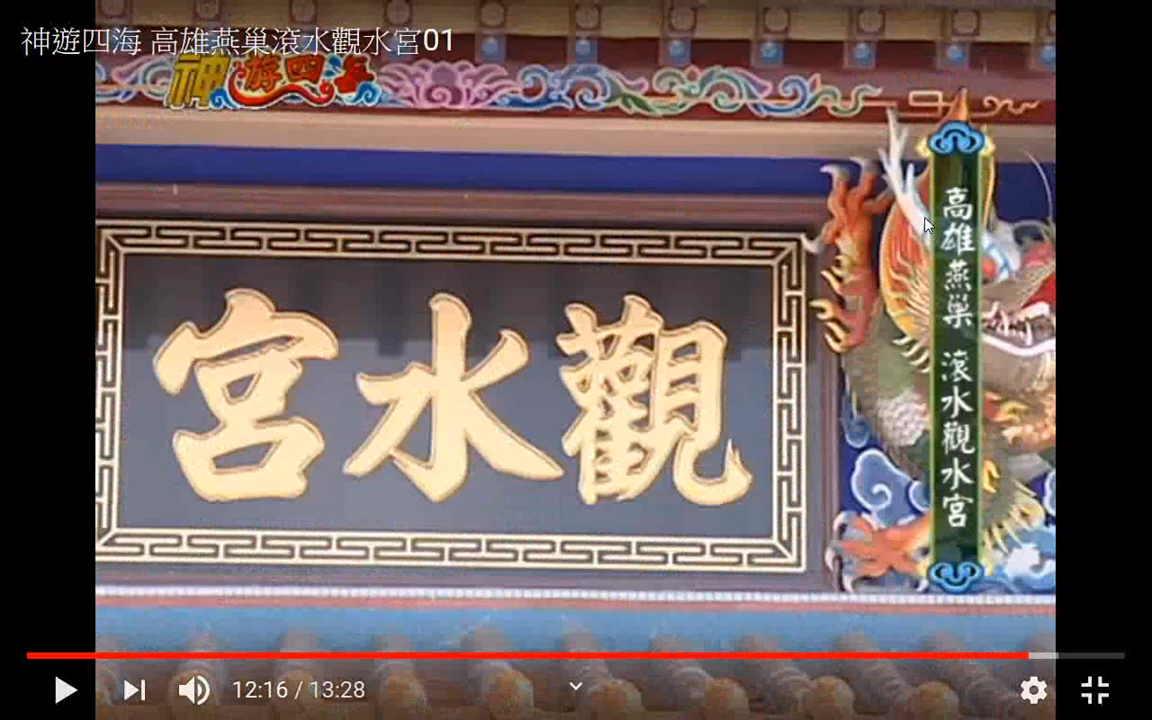 神遊四海 高雄燕巢滾水觀水宮01
神游四海
宮水觀
高雄燕巢 滾水觀水宮
12:16 / 13:28